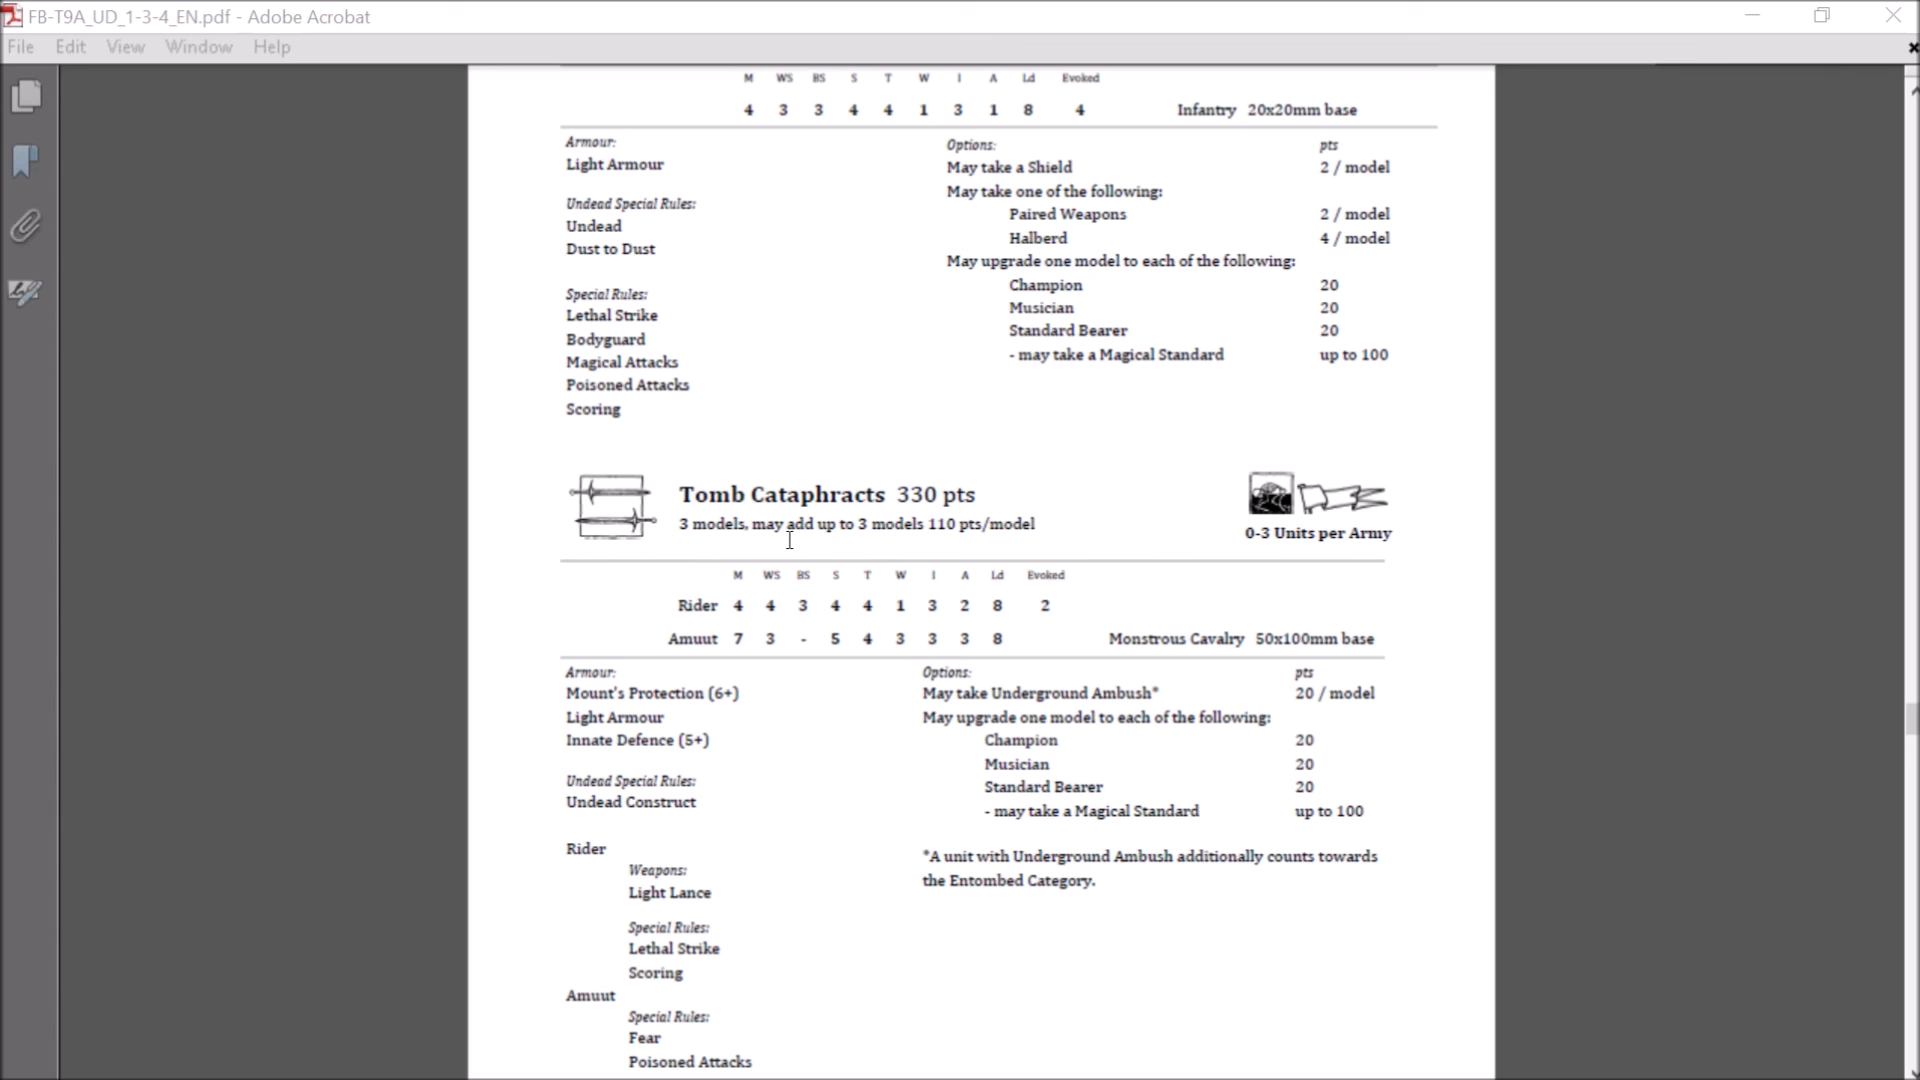 FB-T9A_UD_1-3-4_EN.pdf - Adobe Acrobat
File Edit View Window Help
M WS BS S T W I A Ld Evoked
4 3 3 4 4 1 3 1 8 4 Infantry 20x20mm base
Armour:
Light Armour
Undead Special Rules:
Undead
Dust to Dust
Special Rules:
Lethal Strike
Bodyguard
Magical Attacks
Poisoned Attacks
Scoring
Options: pts
May take a Shield 2 / model
May take one of the following:
Paired Weapons 2 / model
Halberd 4 / model
May upgrade one model to each of the following:
Champion 20
Musician 20
Standard Bearer 20
- may take a Magical Standard up to 100
Tomb Cataphracts 330 pts
3 models, may add up to 3 models 110 pts/model
0-3 Units per Army
M WS BS S T W I A Ld Evoked
Rider 4 4 3 4 4 1 3 2 8 2
Amuut 7 3 - 5 4 3 3 3 8 Monstrous Cavalry 50x100mm base
Armour:
Mount's Protection (6+)
Light Armour
Innate Defence (5+)
Undead Special Rules:
Undead Construct
Rider
Weapons:
Light Lance
Special Rules:
Lethal Strike
Scoring
Amuut
Special Rules:
Fear
Poisoned Attacks
Options: pts
May take Underground Ambush* 20 / model
May upgrade one model to each of the following:
Champion 20
Musician 20
Standard Bearer 20
- may take a Magical Standard up to 100
*A unit with Underground Ambush additionally counts towards
the Entombed Category.